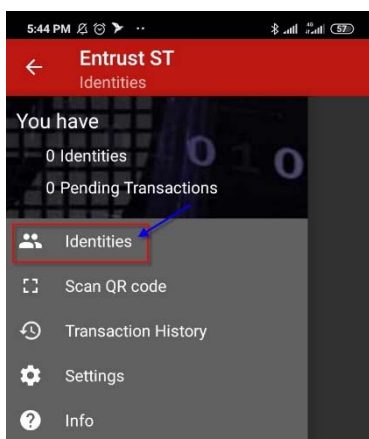 5:44 PM 4G 57
Entrust ST
Identities
You have
0 Identities
0 Pending Transactions
Identities
Scan QR code
Transaction History
Settings
Info